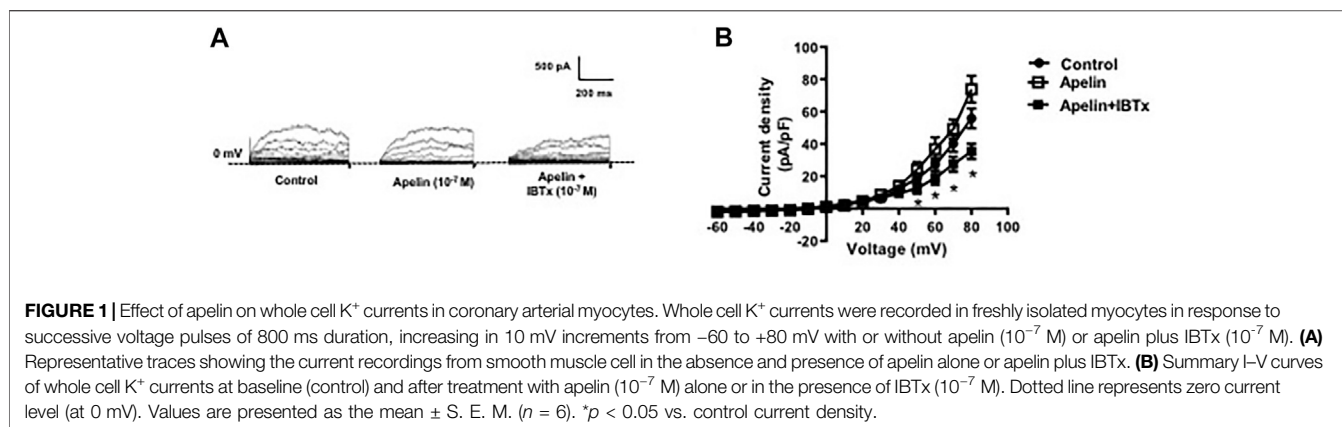 A
500 pA
200 ms
0 mV
Control
Apelin (10⁻⁷ M)
Apelin +
IBTx (10⁻⁷ M)
B
Current density
(pA/pF)
100
80
60
40
20
-20
-60 -40 -20 20 40 60 80 100
Voltage (mV)
* * * *
Control
Apelin
Apelin+IBTx
FIGURE 1 | Effect of apelin on whole cell K⁺ currents in coronary arterial myocytes. Whole cell K⁺ currents were recorded in freshly isolated myocytes in response to
successive voltage pulses of 800 ms duration, increasing in 10 mV increments from −60 to +80 mV with or without apelin (10⁻⁷ M) or apelin plus IBTx (10⁻⁷ M). (A)
Representative traces showing the current recordings from smooth muscle cell in the absence and presence of apelin alone or apelin plus IBTx. (B) Summary I–V curves
of whole cell K⁺ currents at baseline (control) and after treatment with apelin (10⁻⁷ M) alone or in the presence of IBTx (10⁻⁷ M). Dotted line represents zero current
level (at 0 mV). Values are presented as the mean ± S. E. M. (n = 6). *p < 0.05 vs. control current density.